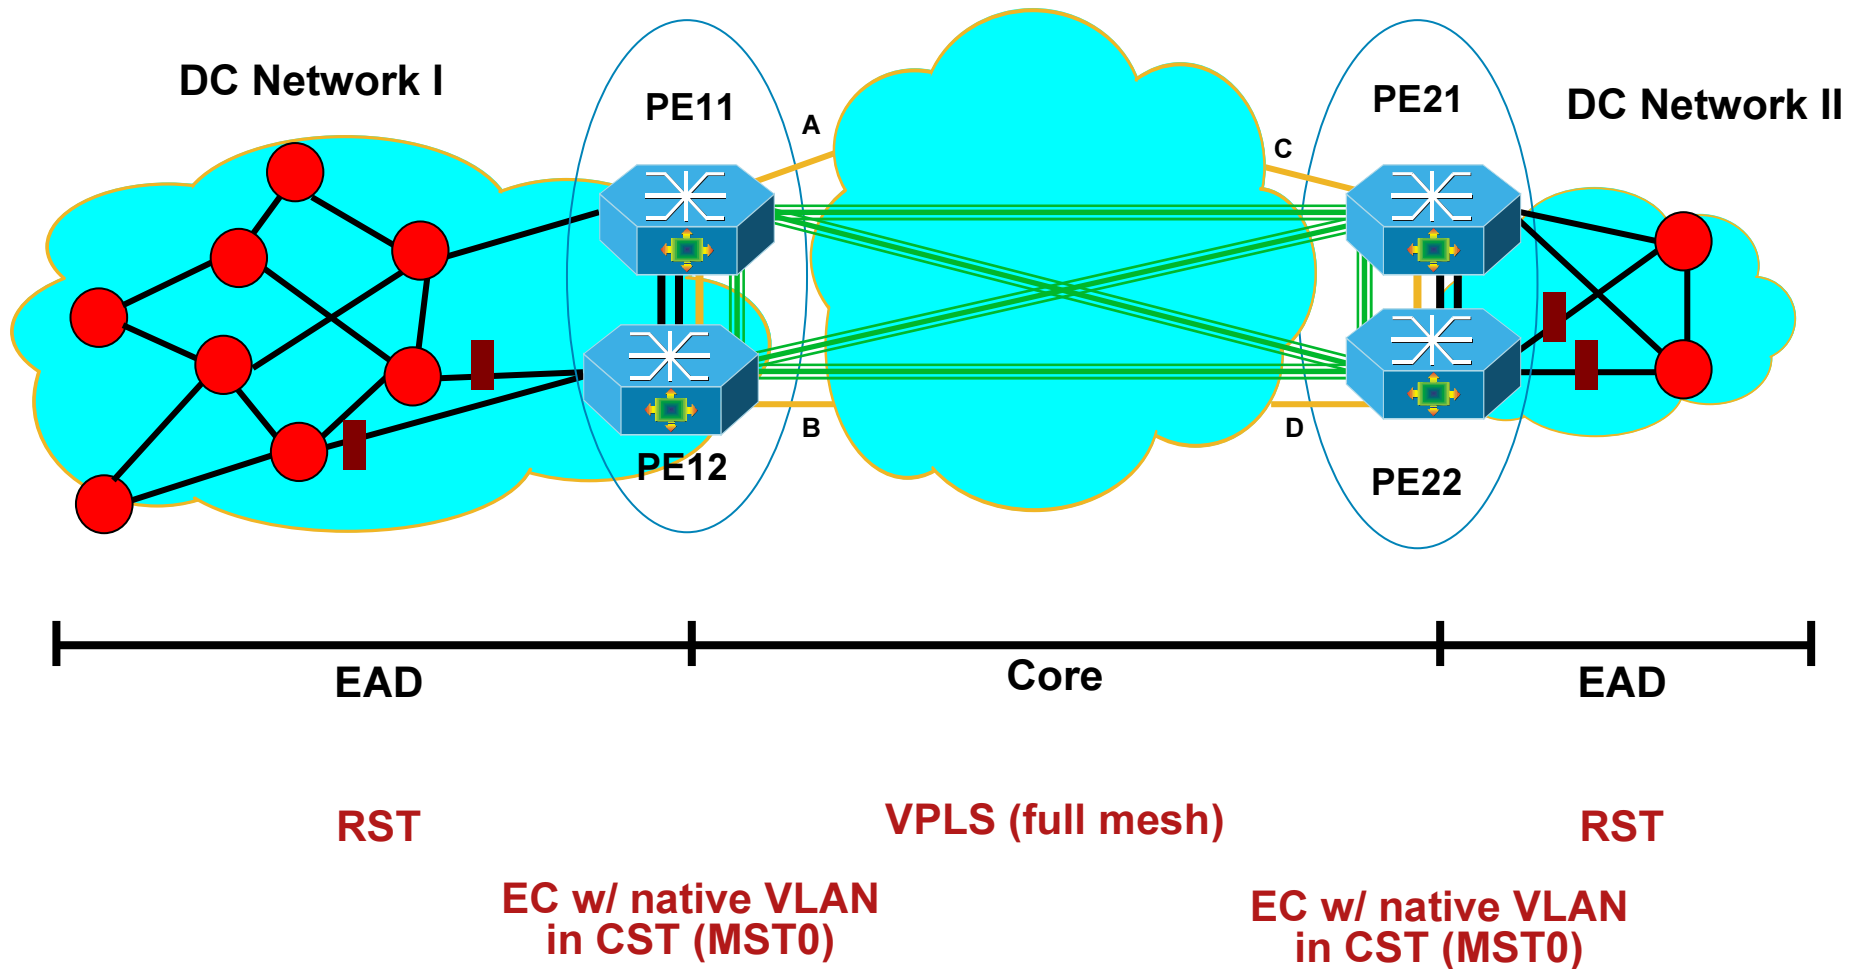 DC Network I
PE11
A
C
PE21
DC Network II
B
D
PE12
PE22
EAD
Core
EAD
RST
VPLS (full mesh)
RST
EC w/ native VLAN
in CST (MST0)
EC w/ native VLAN
in CST (MST0)